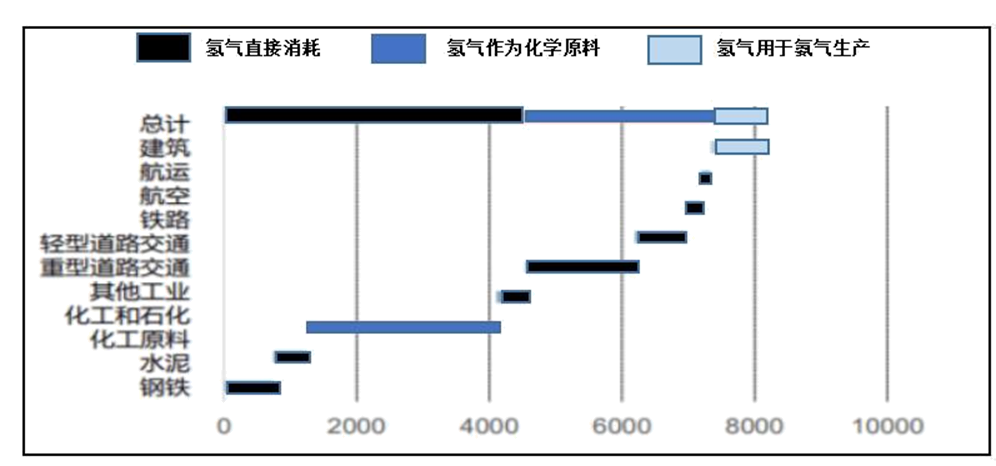 氢气直接消耗 氢气作为化学原料 氢气用于氢气生产
总计
建筑
航运
航空
铁路
轻型道路交通
重型道路交通
其他工业
化工和石化
化工原料
水泥
钢铁
0 2000 4000 6000 8000 10000